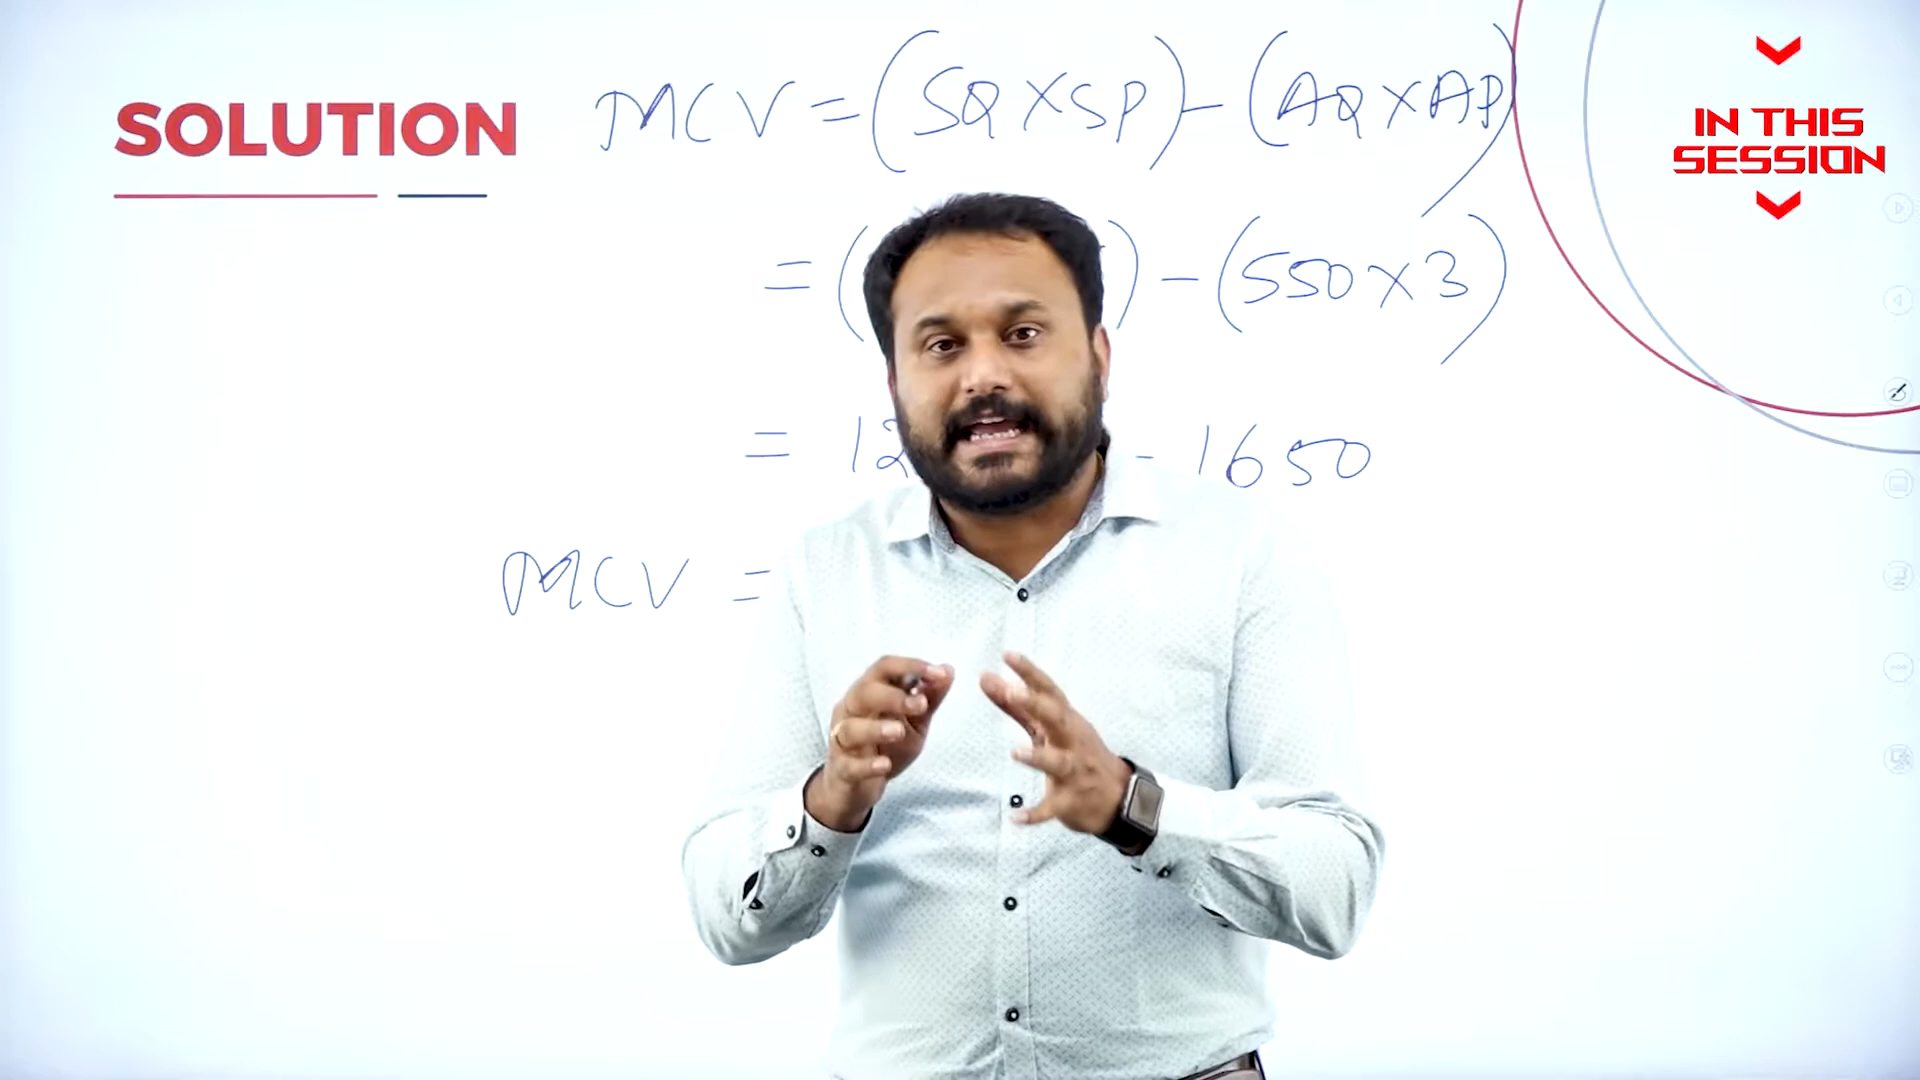 SOLUTION
MCV = (SQ X SP) - (AQ X AP)
= ( ) - (550 X 3)
= 12 - 1650
MCV =
IN THIS
SESSION